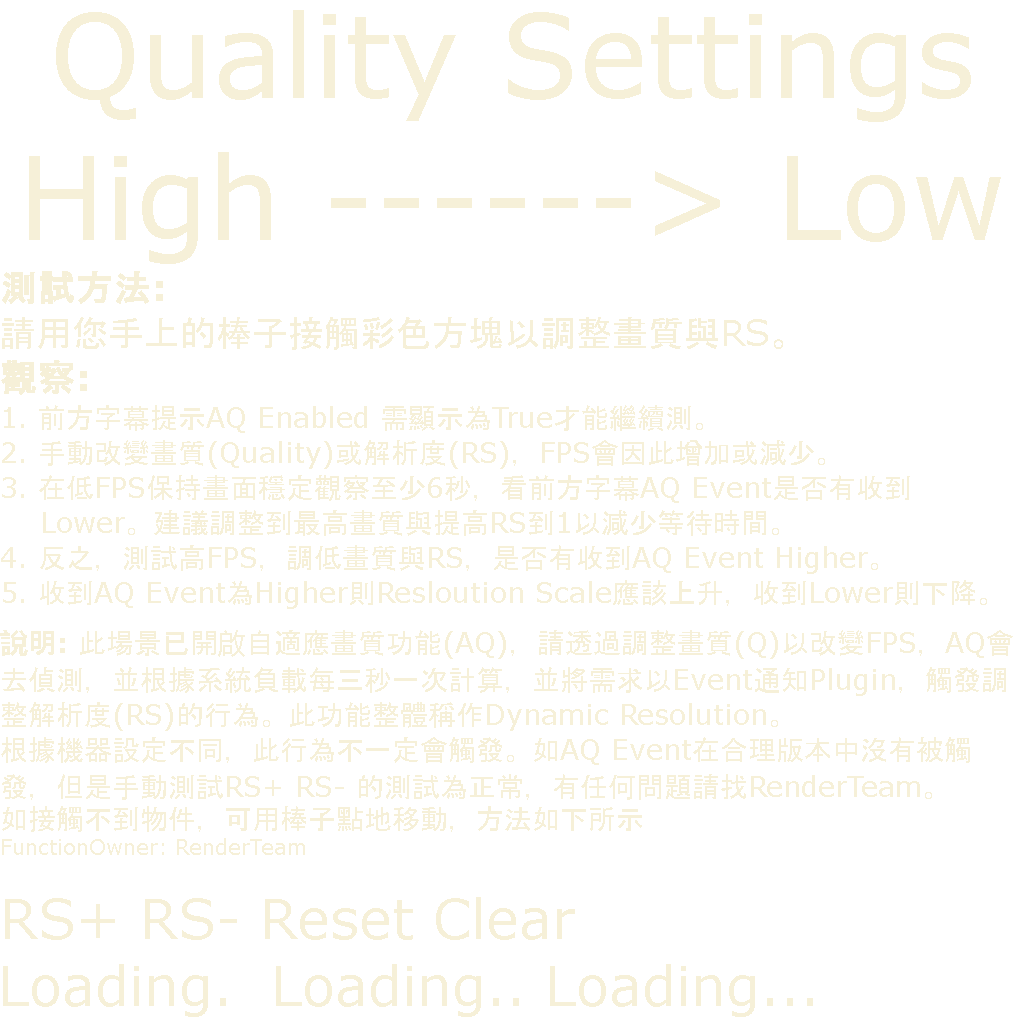 Quality Settings
High ------> Low
測試方法:
請用您手上的棒子接觸彩色方塊以調整畫質與RS。
觀察:
1. 前方字幕提示AQ Enabled 需顯示為True才能繼續測。
2. 手動改變畫質(Quality)或解析度(RS)，FPS會因此增加或減少。
3. 在低FPS保持畫面穩定觀察至少6秒，看前方字幕AQ Event是否有收到
Lower。建議調整到最高畫質與提高RS到1以減少等待時間。
4. 反之，測試高FPS，調低畫質與RS，是否有收到AQ Event Higher。
5. 收到AQ Event為Higher則Resloution Scale應該上升，收到Lower則下降。
說明: 此場景已開啟自適應畫質功能(AQ)，請透過調整畫質(Q)以改變FPS，AQ會
去偵測，並根據系統負載每三秒一次計算，並將需求以Event通知Plugin，觸發調
整解析度(RS)的行為。此功能整體稱作Dynamic Resolution。
根據機器設定不同，此行為不一定會觸發。如AQ Event在合理版本中沒有被觸
發，但是手動測試RS+ RS- 的測試為正常，有任何問題請找RenderTeam。
如接觸不到物件，可用棒子點地移動，方法如下所示
FunctionOwner: RenderTeam
RS+ RS- Reset Clear
Loading.  Loading.. Loading...